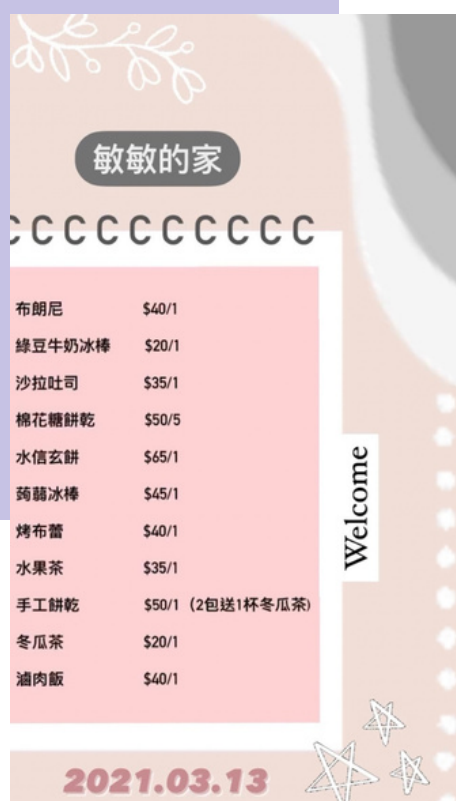 敏敏的家
布朗尼 $40/1
綠豆牛奶冰棒 $20/1
沙拉吐司 $35/1
棉花糖餅乾 $50/5
水信玄餅 $65/1
蒟蒻冰棒 $45/1
烤布蕾 $40/1
水果茶 $35/1
手工餅乾 $50/1（2包送1杯冬瓜茶)
冬瓜茶 $20/1
滷肉飯 $40/1
Welcome
2021.03.13